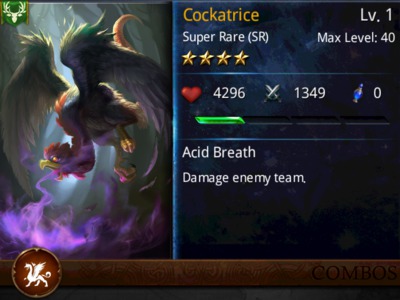 Cockatrice Lv. 1
Super Rare (SR) Max Level: 40
4296 1349 0
Acid Breath
Damage enemy team.
COMBOS